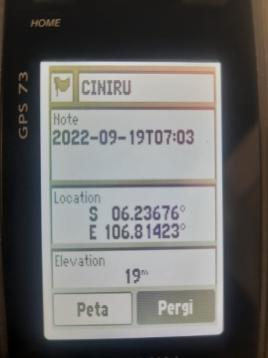 HOME
GPS 73
CINIRU
Note
2022-09-19T07:03
Location
S 06.23676°
E 106.81423°
Elevation
19m
Peta
Pergi